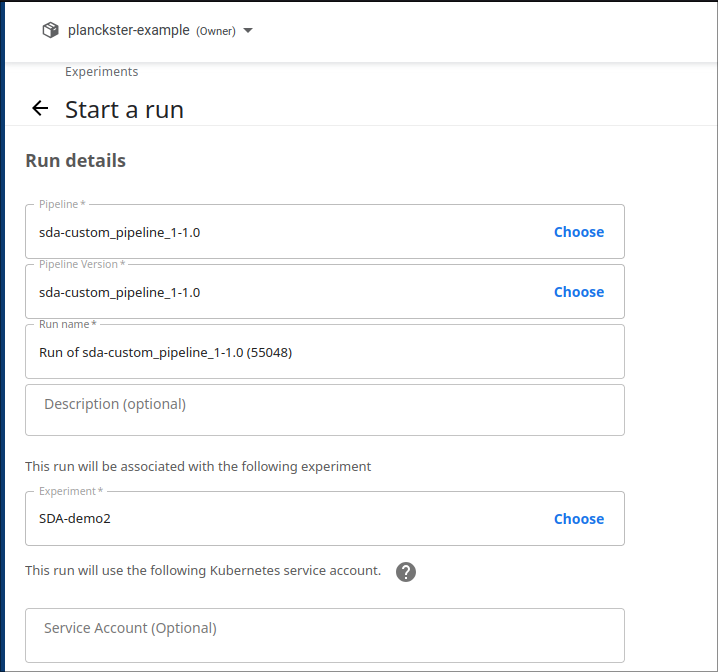 planckster-example (Owner)
Experiments
Start a run
Run details
Pipeline *
sda-custom_pipeline_1-1.0 Choose
Pipeline Version *
sda-custom_pipeline_1-1.0 Choose
Run name *
Run of sda-custom_pipeline_1-1.0 (55048)
Description (optional)
This run will be associated with the following experiment
Experiment *
SDA-demo2 Choose
This run will use the following Kubernetes service account. ?
Service Account (Optional)